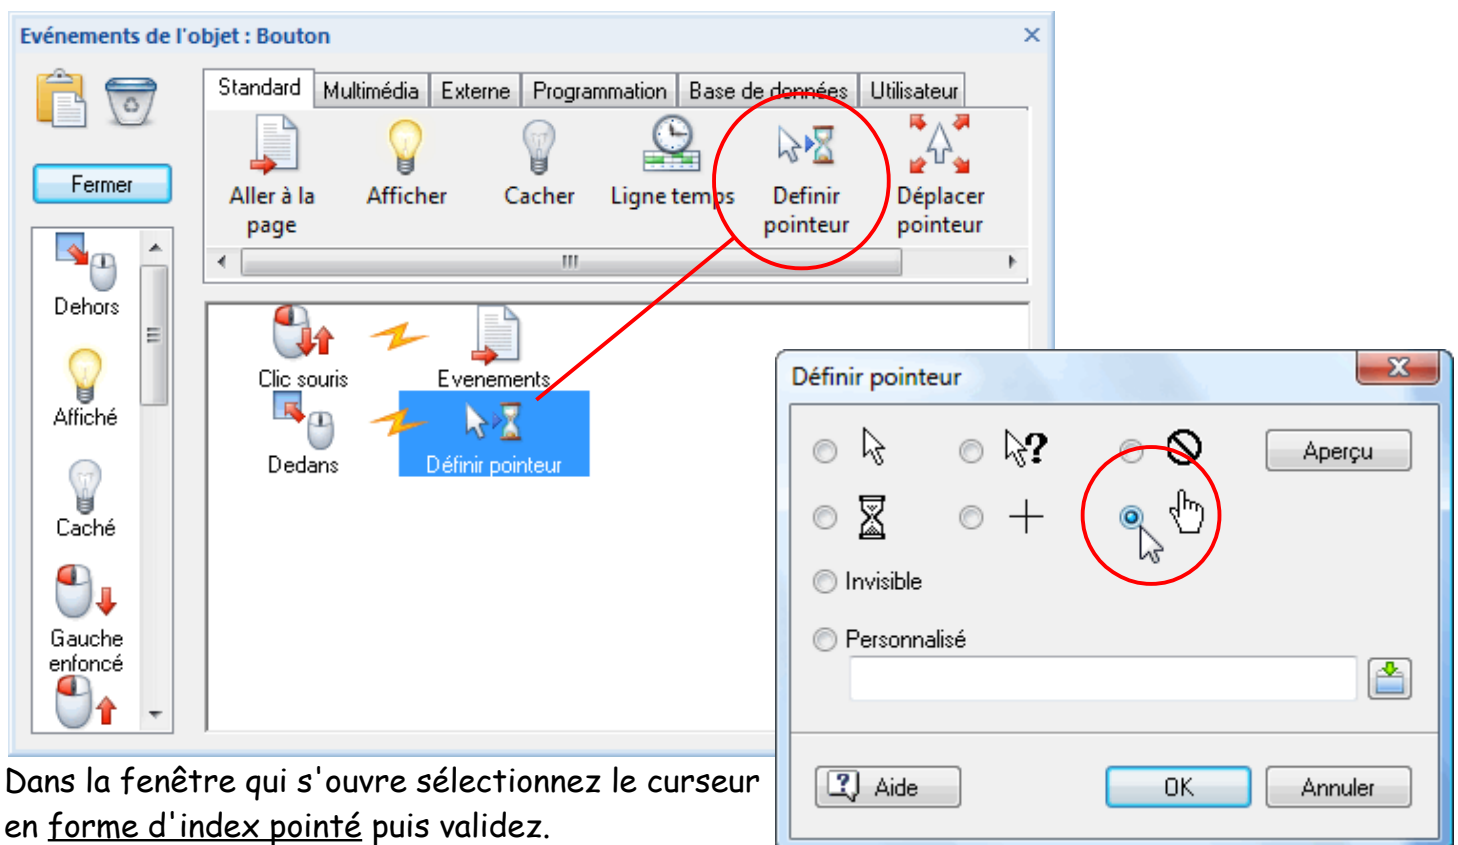 Evénements de l'objet : Bouton
Standard Multimédia Externe Programmation Base de données Utilisateur
Fermer
Aller à la page
Afficher
Cacher
Ligne temps
Definir pointeur
Déplacer pointeur
Dehors
Affiché
Caché
Gauche enfoncé
Clic souris
Evenements
Dedans
Définir pointeur
Définir pointeur
Aperçu
Invisible
Personnalisé
Aide
OK
Annuler
Dans la fenêtre qui s'ouvre sélectionnez le curseur
en forme d'index pointé puis validez.